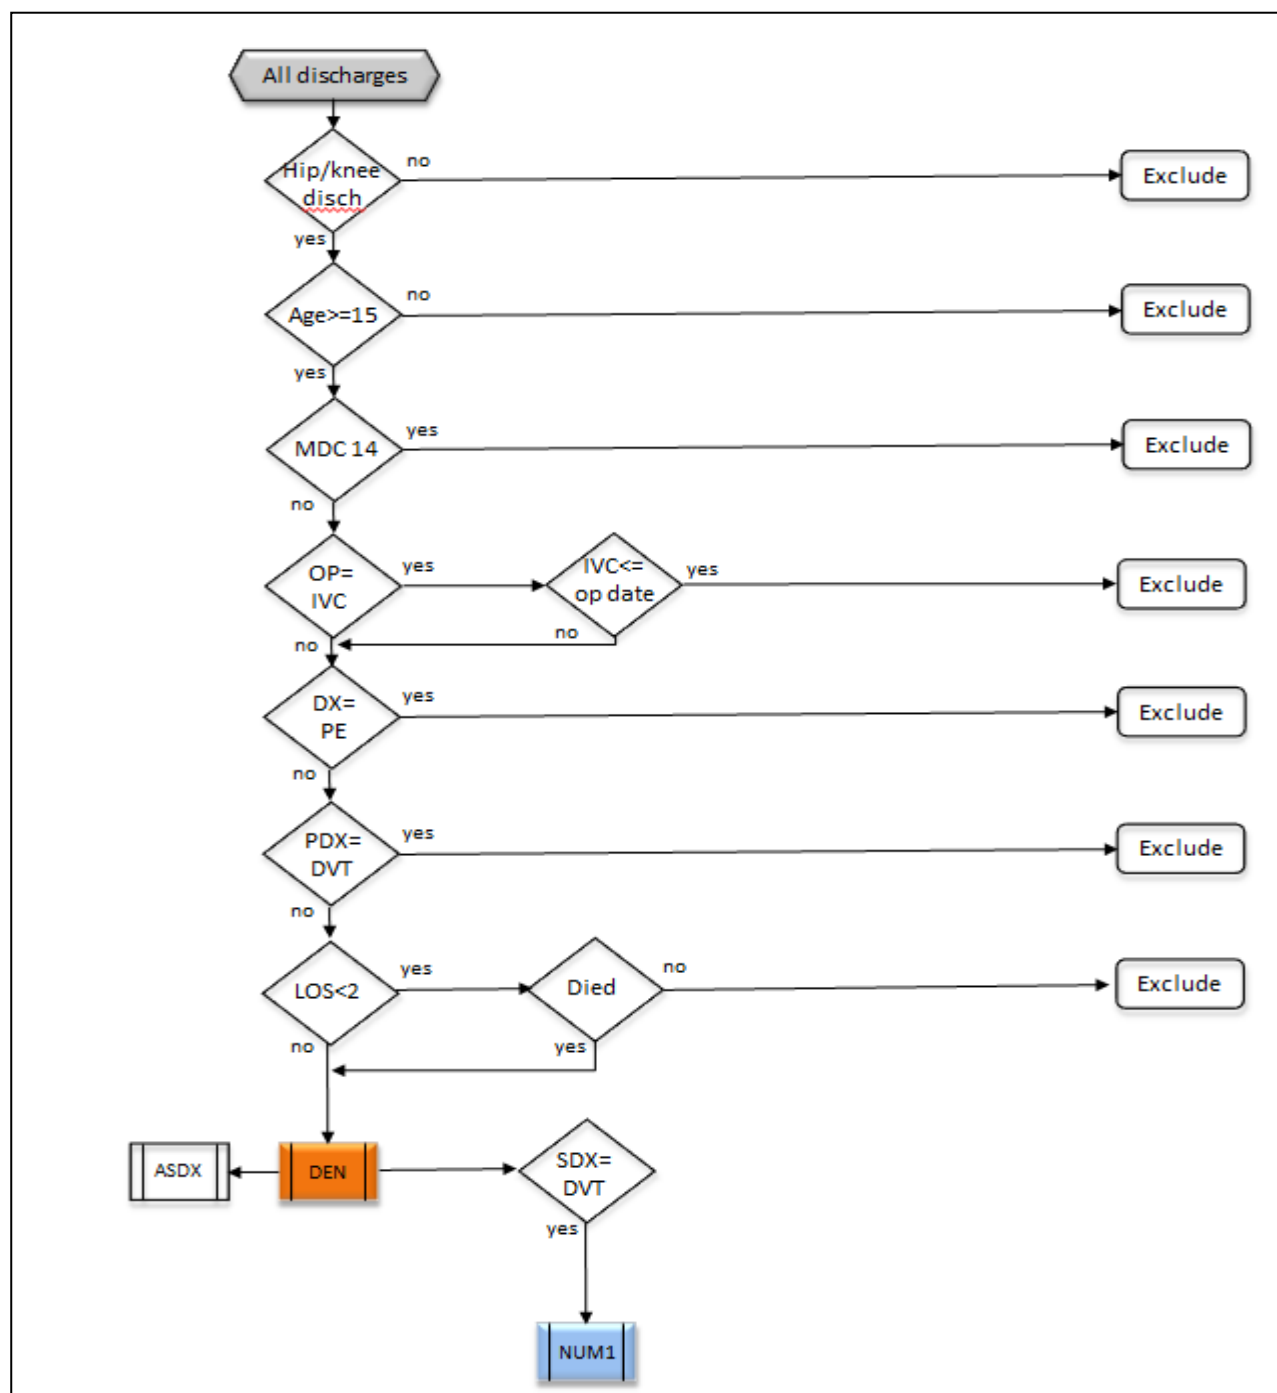 All discharges
Hip/knee
disch
no
Exclude
yes
Age>=15
no
Exclude
yes
MDC 14
yes
Exclude
no
OP=
IVC
yes
IVC<=
op date
yes
Exclude
no
no
DX=
PE
yes
Exclude
no
PDX=
DVT
yes
Exclude
no
LOS<2
yes
Died
no
Exclude
no
yes
ASDX
DEN
SDX=
DVT
yes
NUM1